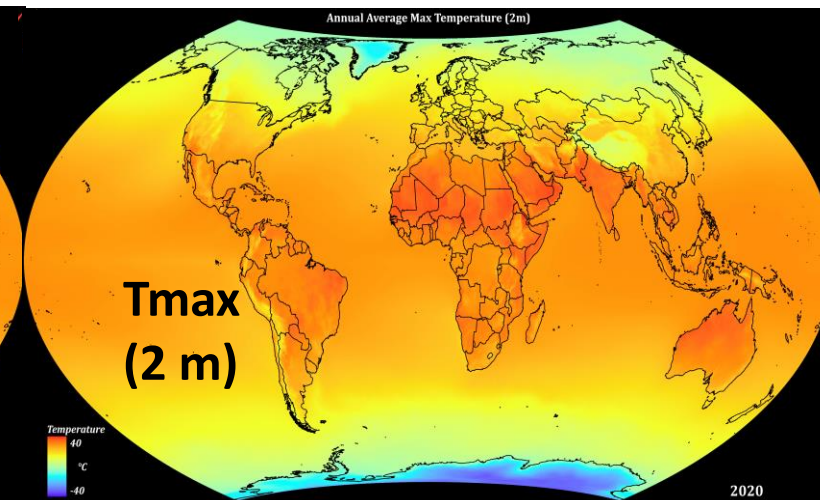 Annual Average Max Temperature (2m)
Tmax
(2 m)
Temperature
40
°C
-40
2020